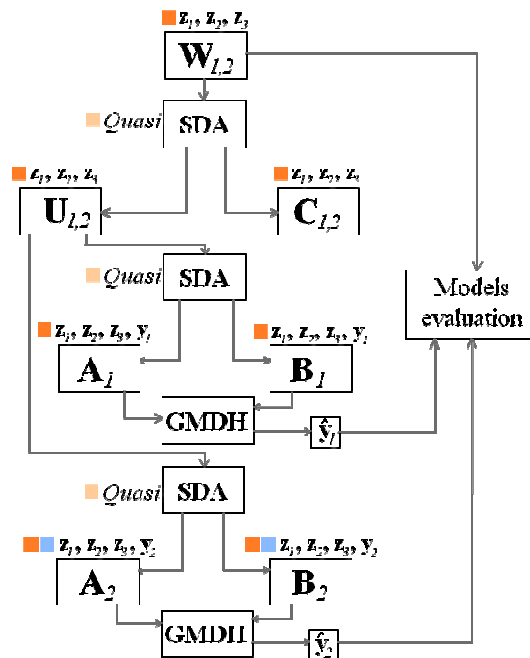 z1, z2, z3
W1,2
Quasi SDA
z1, z2, z3
z1, z2, z3
U1,2
C1,2
Quasi SDA
Models
evaluation
z1, z2, z3, y1
z1, z2, z3, y1
A1
B1
GMDH
ŷ1
Quasi SDA
z1, z2, z3, y2
z1, z2, z3, y2
A2
B2
GMDH
ŷ2